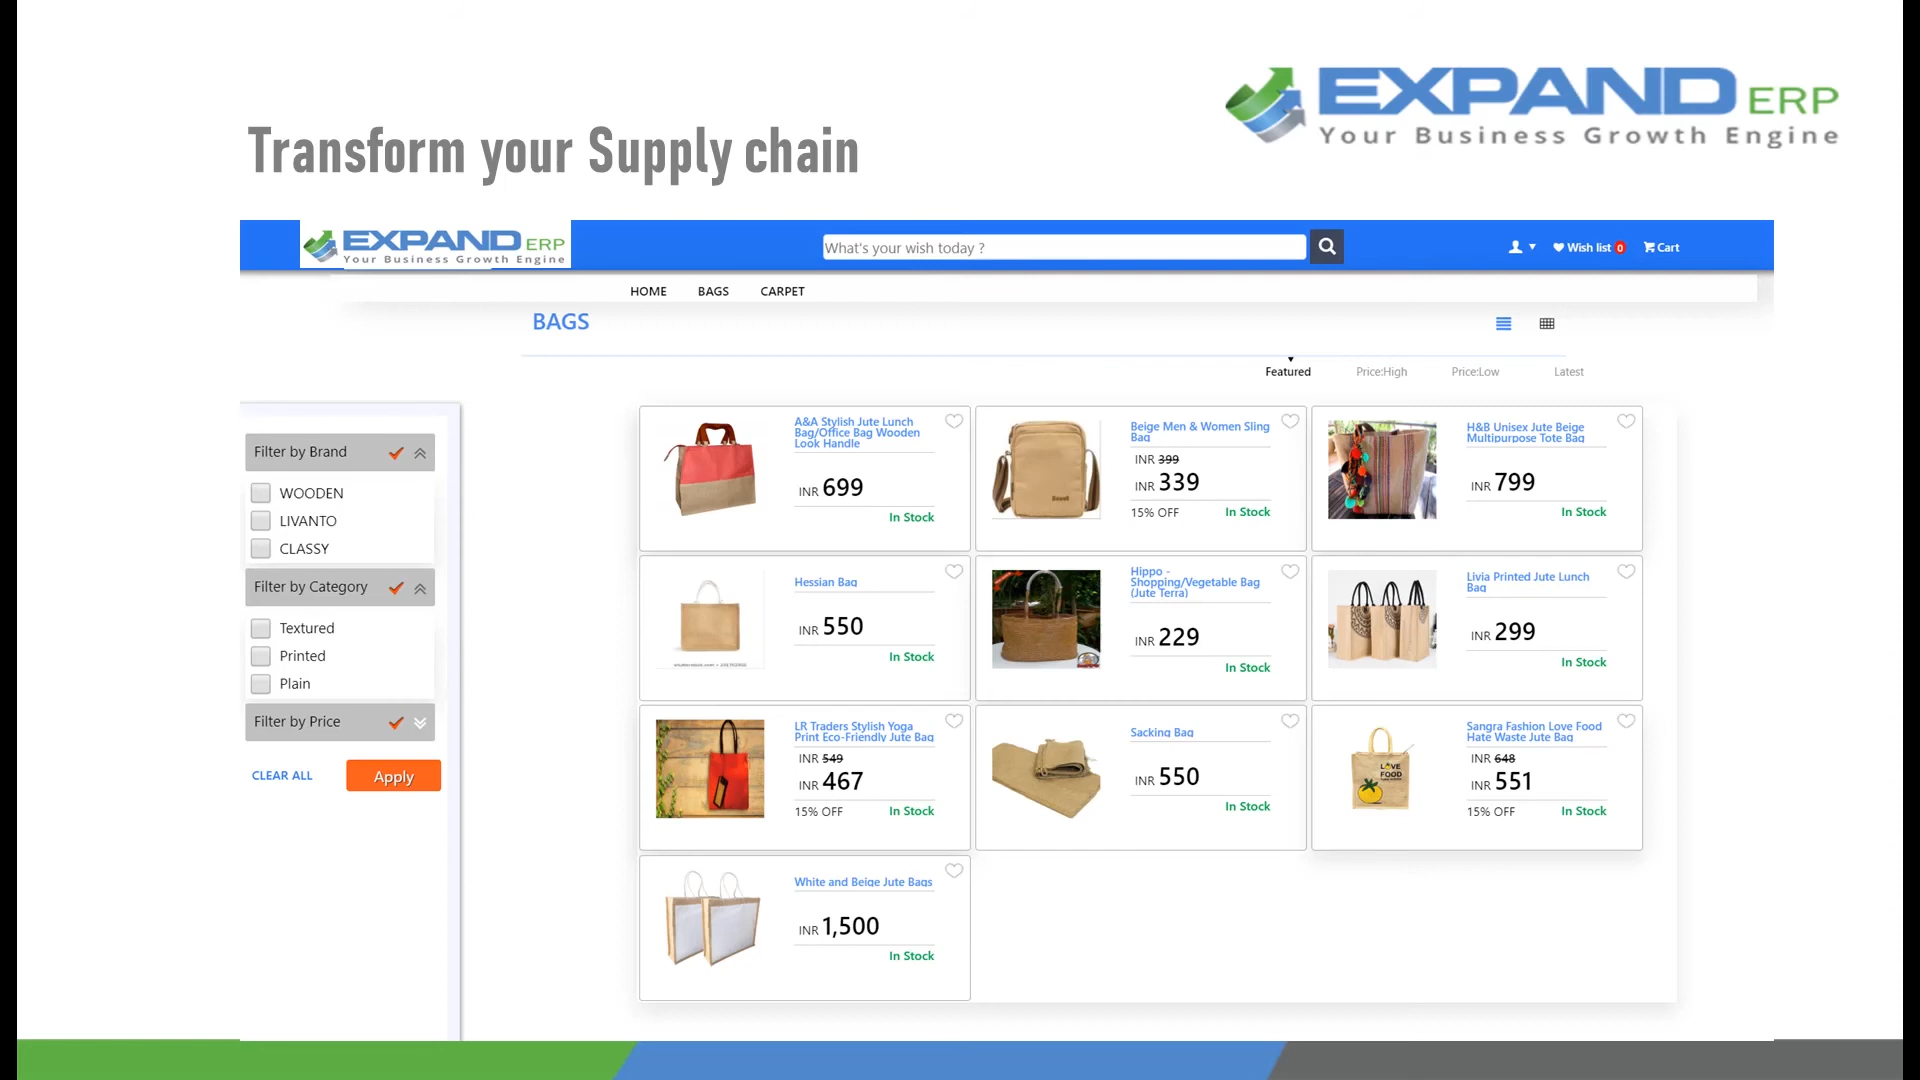 EXPAND ERP
Your Business Growth Engine
Transform your Supply chain
EXPAND ERP
Your Business Growth Engine
What's your wish today ?
Wish list 0
Cart
HOME
BAGS
CARPET
BAGS
Featured
Price:High
Price:Low
Latest
Filter by Brand
WOODEN
LIVANTO
CLASSY
Filter by Category
Textured
Printed
Plain
Filter by Price
CLEAR ALL
Apply
A&A Stylish Jute Lunch
Bag/Office Bag Wooden
Look Handle
INR 699
In Stock
Beige Men & Women Sling
Bag
INR 399
INR 339
15% OFF
In Stock
H&B Unisex Jute Beige
Multipurpose Tote Bag
INR 799
In Stock
Hessian Bag
INR 550
In Stock
Hippo -
Shopping/Vegetable Bag
(Jute Terra)
INR 229
In Stock
Livia Printed Jute Lunch
Bag
INR 299
In Stock
LR Traders Stylish Yoga
Print Eco-Friendly Jute Bag
INR 549
INR 467
15% OFF
In Stock
Sacking Bag
INR 550
In Stock
LOVE
FOOD
Sangra Fashion Love Food
Hate Waste Jute Bag
INR 648
INR 551
15% OFF
In Stock
White and Beige Jute Bags
INR 1,500
In Stock